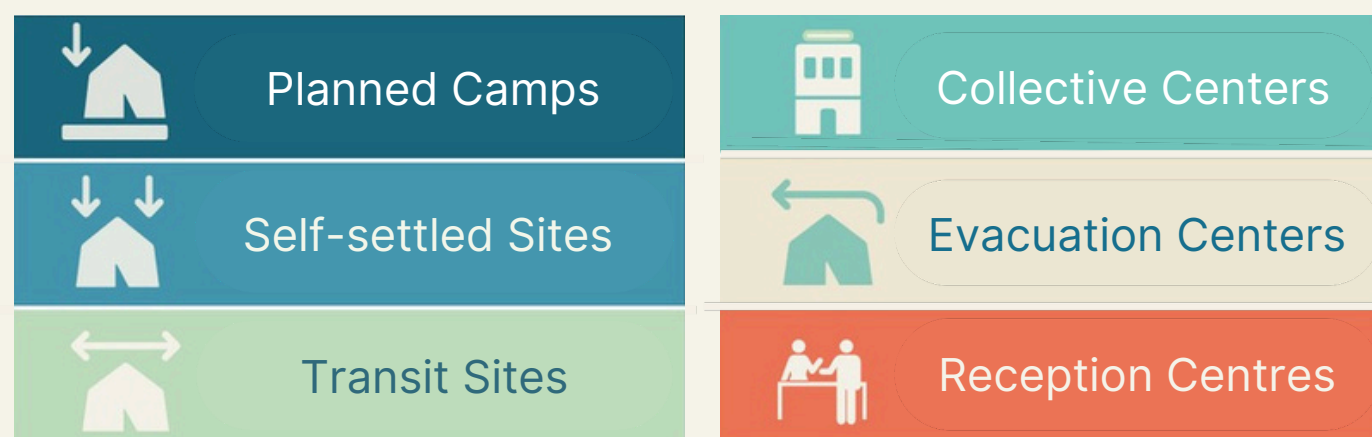 Planned Camps
Self-settled Sites
Transit Sites
Collective Centers
Evacuation Centers
Reception Centres